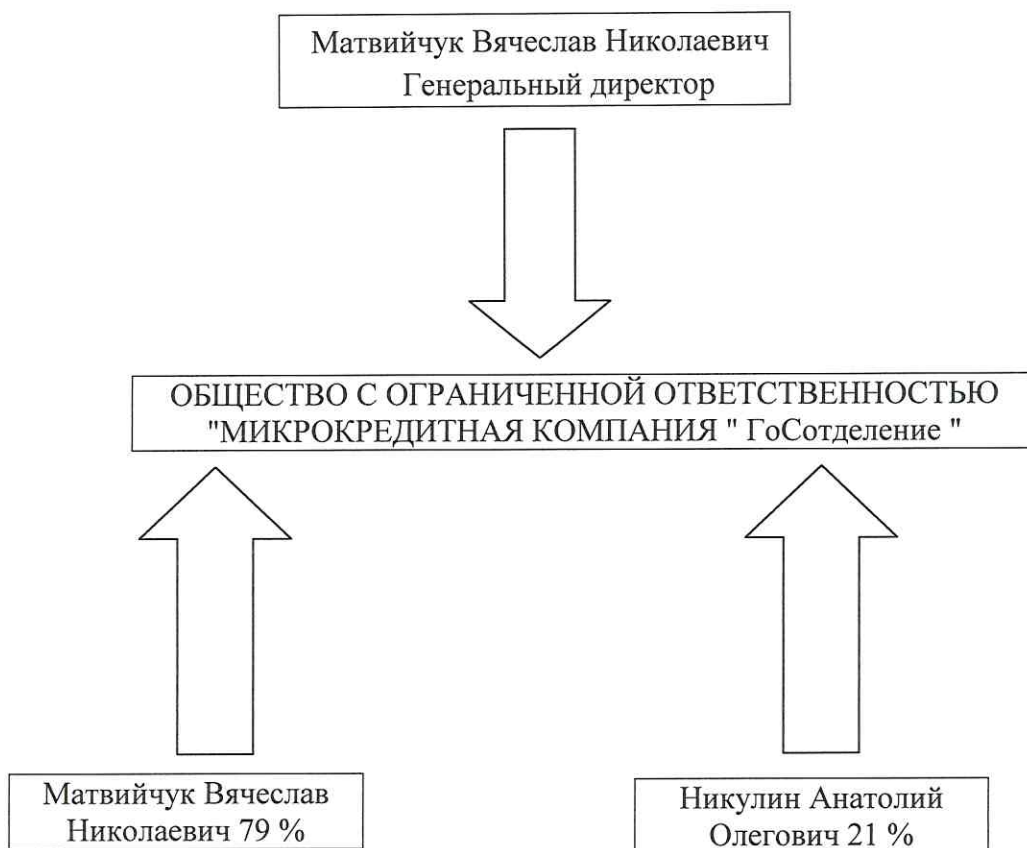 Матвийчук Вячеслав Николаевич
Генеральный директор
ОБЩЕСТВО С ОГРАНИЧЕННОЙ ОТВЕТСТВЕННОСТЬЮ
"МИКРОКРЕДИТНАЯ КОМПАНИЯ " ГоСотделение "
Матвийчук Вячеслав
Николаевич 79 %
Никулин Анатолий
Олегович 21 %